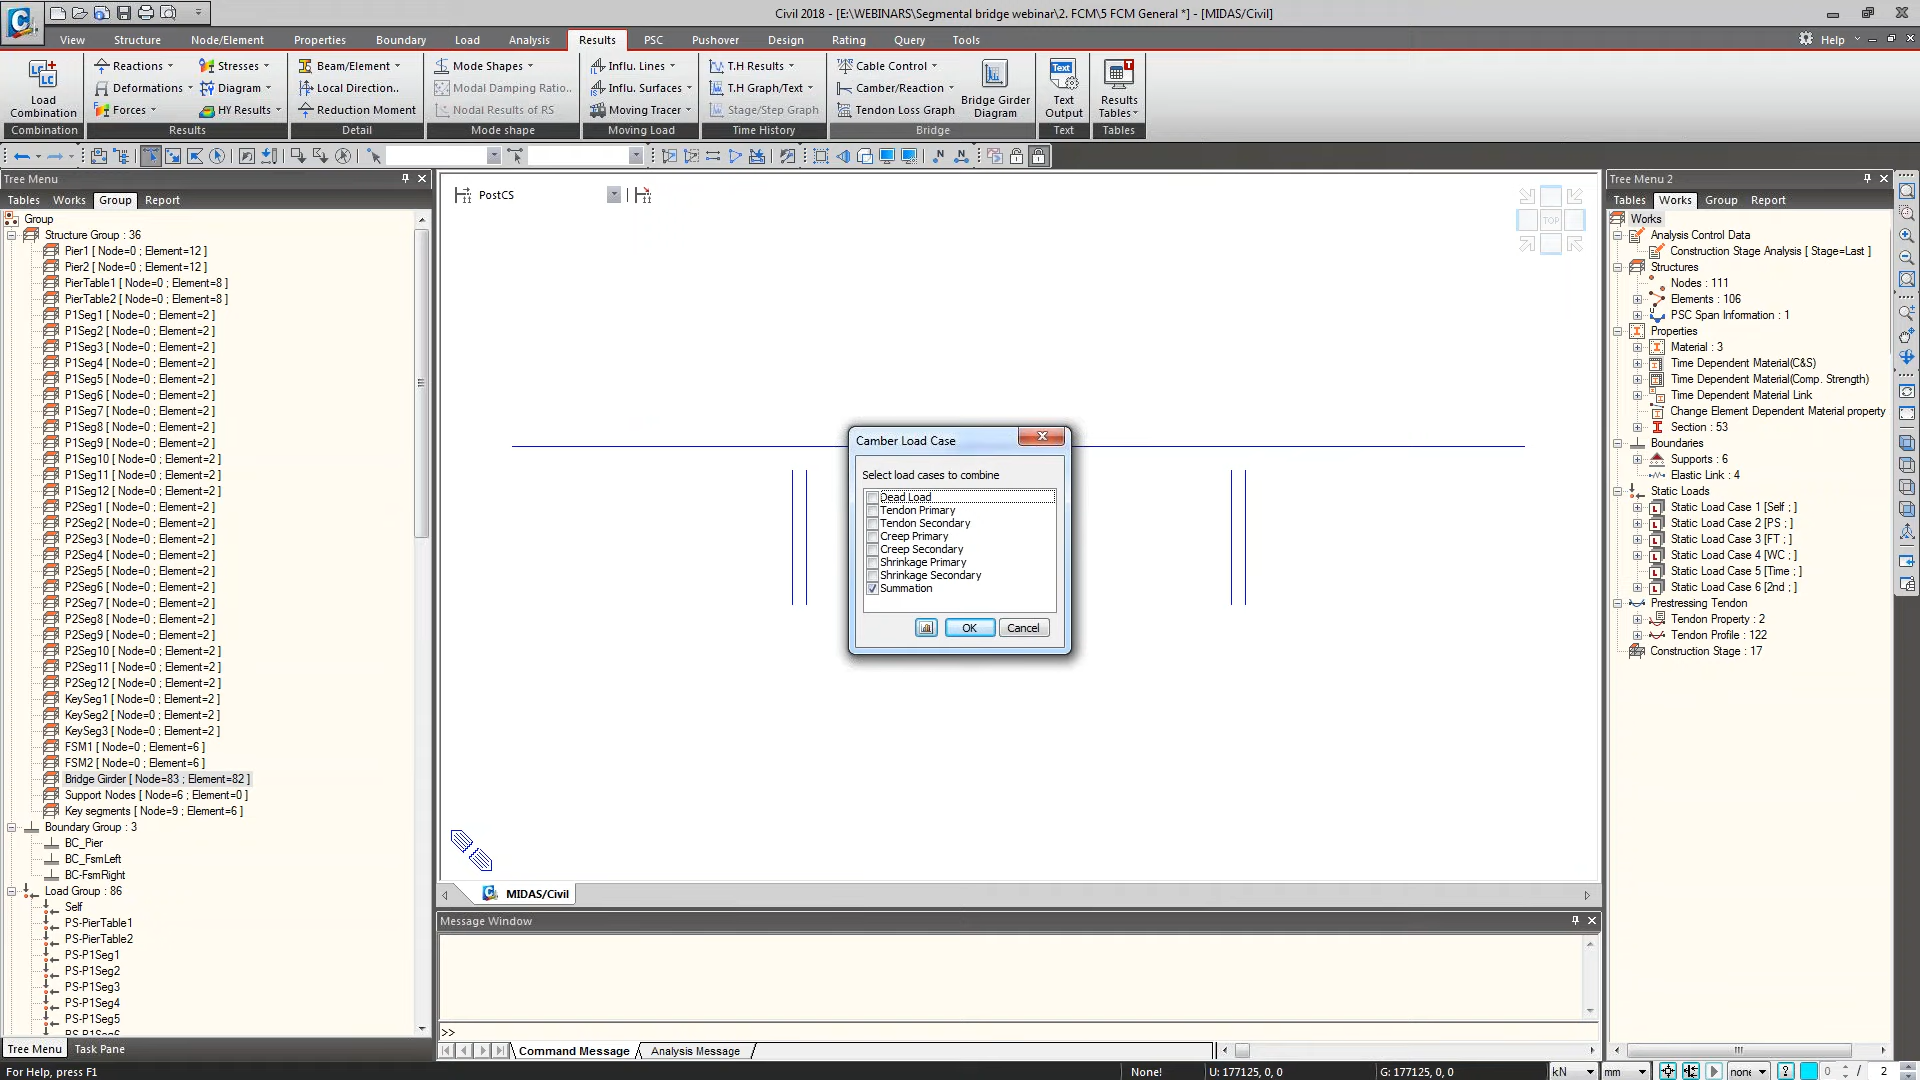 Civil 2018 - [E:\WEBINARS\Segmental bridge webinar\2. FCM\5 FCM General *] - [MIDAS/Civil]
View Structure Node/Element Properties Boundary Load Analysis Results PSC Pushover Design Rating Query Tools Help
Load Combination
Combination
Reactions Stresses
Deformations Diagram
Forces HY Results
Results
Beam/Element
Local Direction..
Reduction Moment
Detail
Mode Shapes
Modal Damping Ratio..
Nodal Results of RS
Mode shape
Influ. Lines
Influ. Surfaces
Moving Tracer
Moving Load
T.H Results
T.H Graph/Text
Stage/Step Graph
Time History
Cable Control
Camber/Reaction
Tendon Loss Graph
Bridge Girder Diagram
Bridge
Text Output
Text
Results Tables
Tables
Tree Menu
Tables Works Group Report
Group
Structure Group : 36
Pier1 [ Node=0 ; Element=12 ]
Pier2 [ Node=0 ; Element=12 ]
PierTable1 [ Node=0 ; Element=8 ]
PierTable2 [ Node=0 ; Element=8 ]
P1Seg1 [ Node=0 ; Element=2 ]
P1Seg2 [ Node=0 ; Element=2 ]
P1Seg3 [ Node=0 ; Element=2 ]
P1Seg4 [ Node=0 ; Element=2 ]
P1Seg5 [ Node=0 ; Element=2 ]
P1Seg6 [ Node=0 ; Element=2 ]
P1Seg7 [ Node=0 ; Element=2 ]
P1Seg8 [ Node=0 ; Element=2 ]
P1Seg9 [ Node=0 ; Element=2 ]
P1Seg10 [ Node=0 ; Element=2 ]
P1Seg11 [ Node=0 ; Element=2 ]
P1Seg12 [ Node=0 ; Element=2 ]
P2Seg1 [ Node=0 ; Element=2 ]
P2Seg2 [ Node=0 ; Element=2 ]
P2Seg3 [ Node=0 ; Element=2 ]
P2Seg4 [ Node=0 ; Element=2 ]
P2Seg5 [ Node=0 ; Element=2 ]
P2Seg6 [ Node=0 ; Element=2 ]
P2Seg7 [ Node=0 ; Element=2 ]
P2Seg8 [ Node=0 ; Element=2 ]
P2Seg9 [ Node=0 ; Element=2 ]
P2Seg10 [ Node=0 ; Element=2 ]
P2Seg11 [ Node=0 ; Element=2 ]
P2Seg12 [ Node=0 ; Element=2 ]
KeySeg1 [ Node=0 ; Element=2 ]
KeySeg2 [ Node=0 ; Element=2 ]
KeySeg3 [ Node=0 ; Element=2 ]
FSM1 [ Node=0 ; Element=6 ]
FSM2 [ Node=0 ; Element=6 ]
Bridge Girder [ Node=83 ; Element=82 ]
Support Nodes [ Node=6 ; Element=0 ]
Key segments [ Node=9 ; Element=6 ]
Boundary Group : 3
BC_Pier
BC_FsmLeft
BC-FsmRight
Load Group : 86
Self
PS-PierTable1
PS-PierTable2
PS-P1Seg1
PS-P1Seg2
PS-P1Seg3
PS-P1Seg4
PS-P1Seg5
PS-P1Seg6
Tree Menu Task Pane
PostCS
TOP
Camber Load Case
Select load cases to combine
Dead Load
Tendon Primary
Tendon Secondary
Creep Primary
Creep Secondary
Shrinkage Primary
Shrinkage Secondary
Summation
OK Cancel
MIDAS/Civil
Message Window
>>
Command Message Analysis Message
Tree Menu 2
Tables Works Group Report
Works
Analysis Control Data
Construction Stage Analysis [ Stage=Last ]
Structures
Nodes : 111
Elements : 106
PSC Span Information : 1
Properties
Material : 3
Time Dependent Material(C&S)
Time Dependent Material(Comp. Strength)
Time Dependent Material Link
Change Element Dependent Material property
Section : 53
Boundaries
Supports : 6
Elastic Link : 4
Static Loads
Static Load Case 1 [Self ; ]
Static Load Case 2 [PS ; ]
Static Load Case 3 [FT ; ]
Static Load Case 4 [WC ; ]
Static Load Case 5 [Time ; ]
Static Load Case 6 [2nd ; ]
Prestressing Tendon
Tendon Property : 2
Tendon Profile : 122
Construction Stage : 17
For Help, press F1 None! U: 177125, 0, 0 G: 177125, 0, 0 kN mm none ? 0 / 2